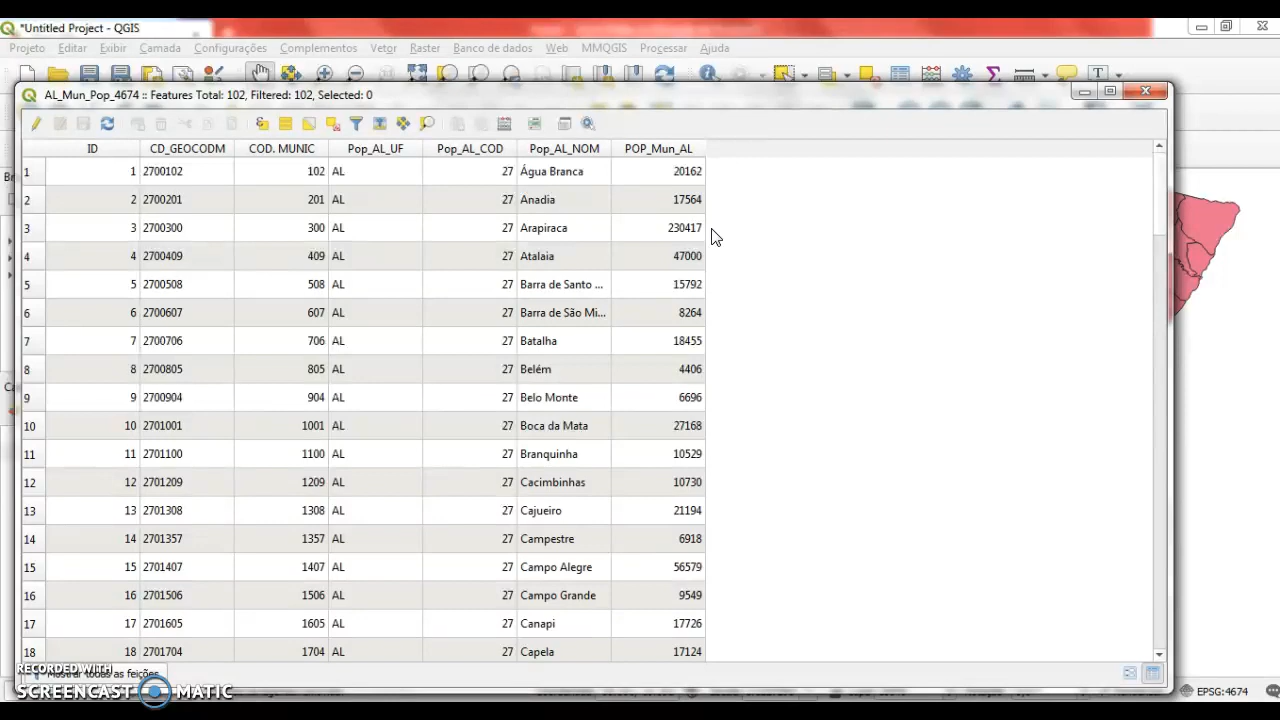 *Untitled Project - QGIS
Projeto Editar Exibir Camada Configurações Complementos Vetor Raster Banco de dados Web MMQGIS Processar Ajuda
AL_Mun_Pop_4674 :: Features Total: 102, Filtered: 102, Selected: 0
ID CD_GEOCODM COD. MUNIC Pop_AL_UF Pop_AL_COD Pop_AL_NOM POP_Mun_AL
1 1 2700102 102 AL 27 Água Branca 20162
2 2 2700201 201 AL 27 Anadia 17564
3 3 2700300 300 AL 27 Arapiraca 230417
4 4 2700409 409 AL 27 Atalaia 47000
5 5 2700508 508 AL 27 Barra de Santo ... 15792
6 6 2700607 607 AL 27 Barra de São Mi... 8264
7 7 2700706 706 AL 27 Batalha 18455
8 8 2700805 805 AL 27 Belém 4406
9 9 2700904 904 AL 27 Belo Monte 6696
10 10 2701001 1001 AL 27 Boca da Mata 27168
11 11 2701100 1100 AL 27 Branquinha 10529
12 12 2701209 1209 AL 27 Cacimbinhas 10730
13 13 2701308 1308 AL 27 Cajueiro 21194
14 14 2701357 1357 AL 27 Campestre 6918
15 15 2701407 1407 AL 27 Campo Alegre 56579
16 16 2701506 1506 AL 27 Campo Grande 9549
17 17 2701605 1605 AL 27 Canapi 17726
18 18 2701704 1704 AL 27 Capela 17124
Mostrar todas as feições
RECORDED WITH
SCREENCAST MATIC
EPSG:4674